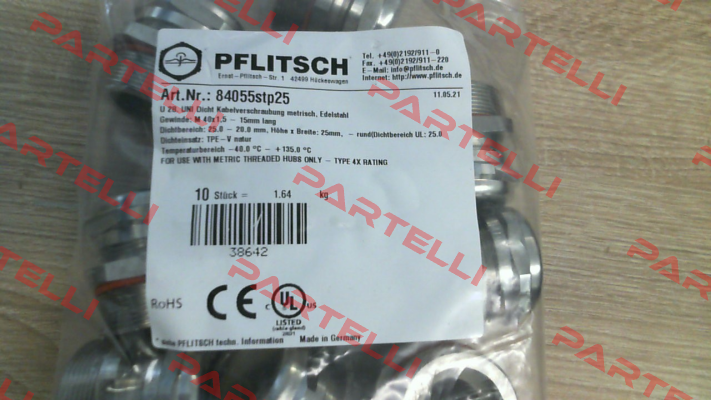 PFLITSCH
Ernst-Pflitsch-Str. 1 42499 Hückeswagen
Tel. +49(0)2192/911-0
Fax. +49(0)2192/911-220
E-Mail: info@pflitsch.de
Internet: http://www.pflitsch.de
Art.Nr.: 84055stp25
11.05.21
U 28, UNI Dicht Kabelverschraubung metrisch, Edelstahl
Gewinde: M 40x1.5 - 15mm lang
Dichtbereich: 25.0 - 20.0 mm, Höhe x Breite: 25mm, - rund(Dichtbereich UL: 25.0
Dichteinsatz: TPE-V natur
Temperaturbereich -40.0 °C - +135.0 °C
FOR USE WITH METRIC THREADED HUBS ONLY - TYPE 4X RATING
10 Stück = 1.64 kg
38642
RoHS
CE
C UL US
LISTED
(cable gland)
* Siehe PFLITSCH techn. Information
Made in Germany
PARTELLI
PARTELLI
PARTELLI
PARTELLI
PARTELLI
PARTELLI